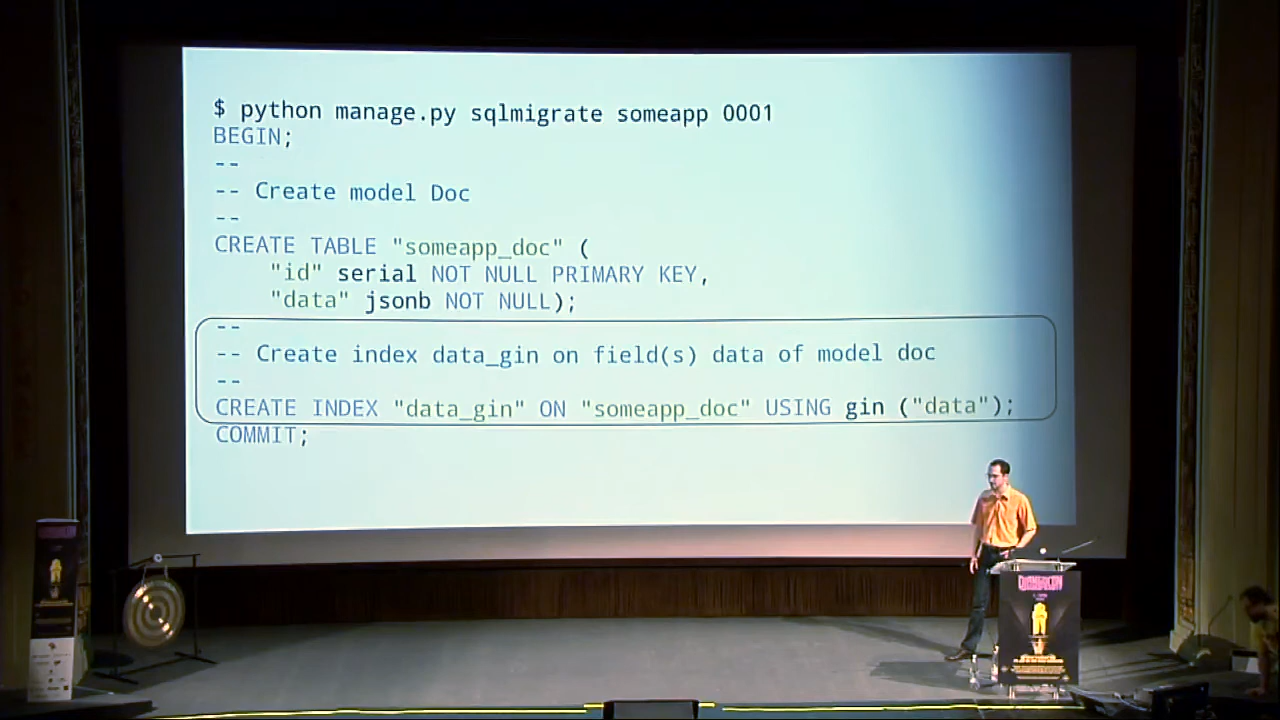 $ python manage.py sqlmigrate someapp 0001
BEGIN;
--
-- Create model Doc
--
CREATE TABLE "someapp_doc" (
"id" serial NOT NULL PRIMARY KEY,
"data" jsonb NOT NULL);
--
-- Create index data_gin on field(s) data of model doc
--
CREATE INDEX "data_gin" ON "someapp_doc" USING gin ("data");
COMMIT;